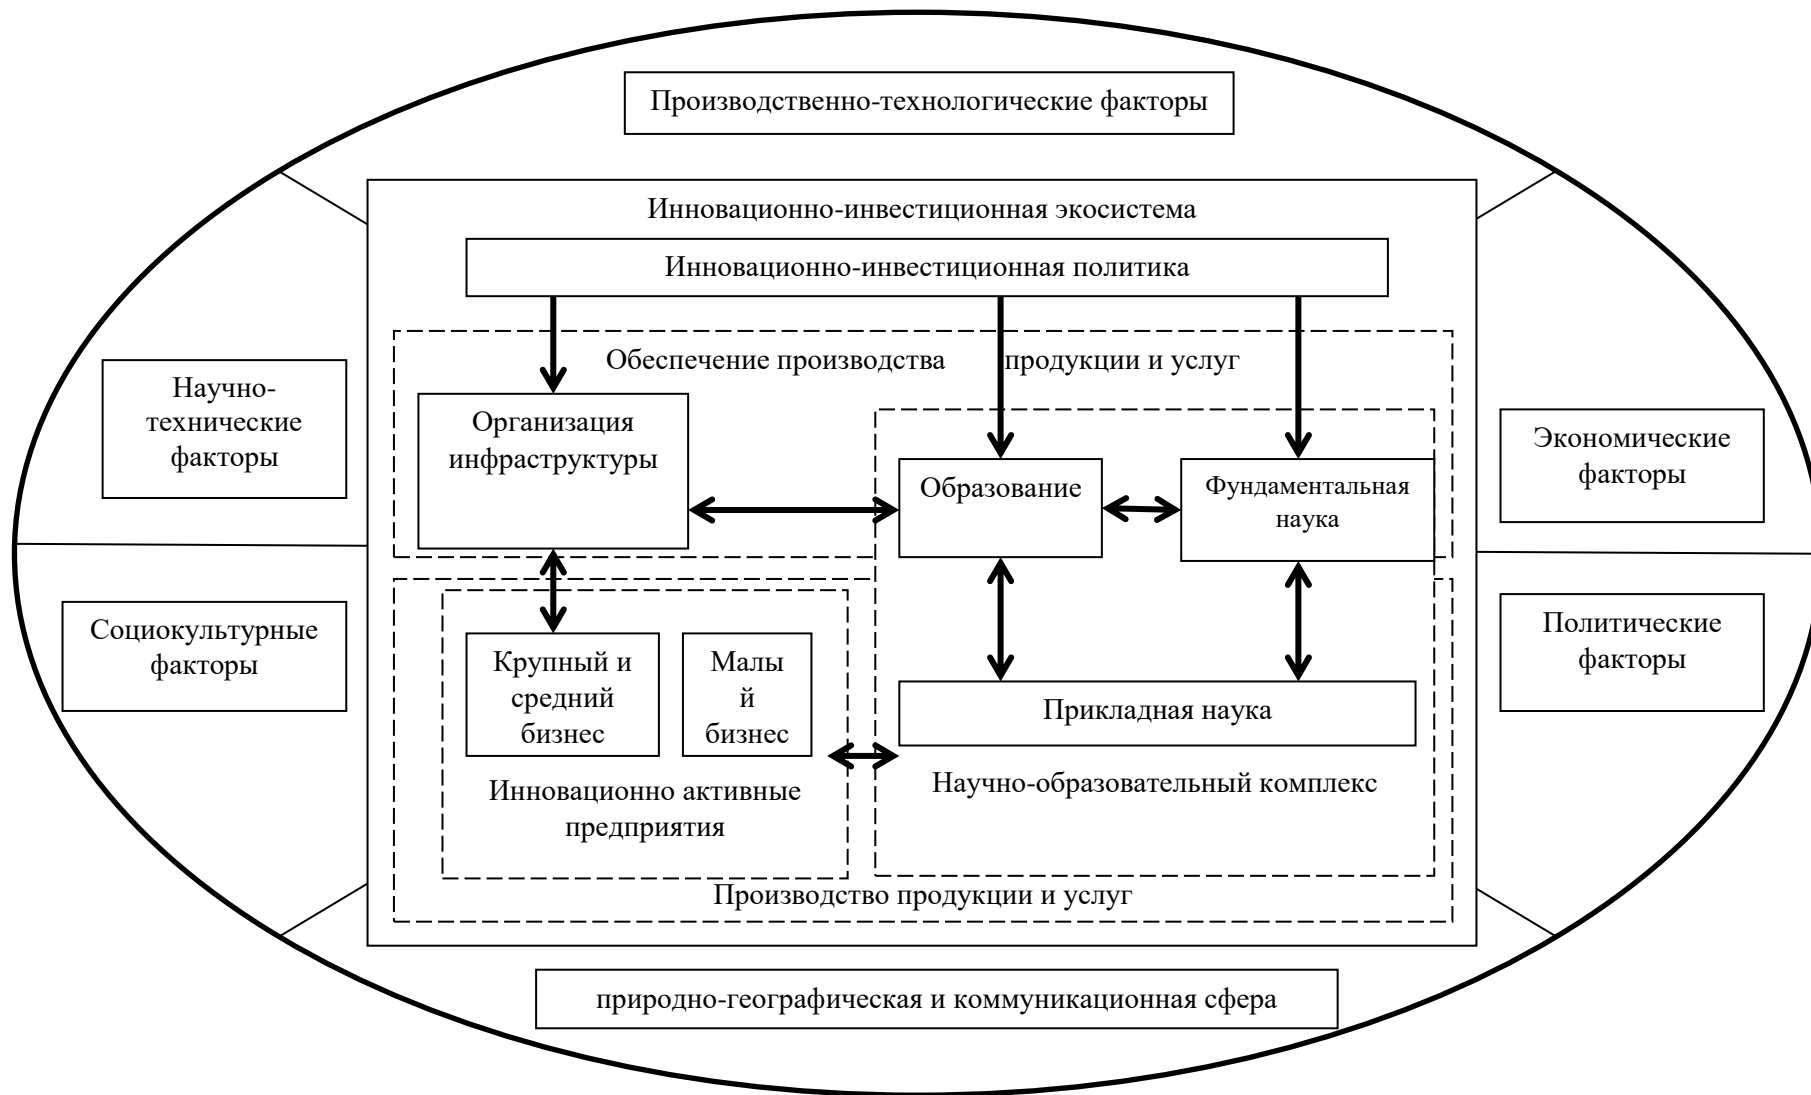 Производственно-технологические факторы
Инновационно-инвестиционная экосистема
Инновационно-инвестиционная политика
Обеспечение производства продукции и услуг
Научно-
технические
факторы
Организация
инфраструктуры
Образование
Фундаментальная
наука
Экономические
факторы
Социокультурные
факторы
Крупный и
средний
бизнес
Малы
й
бизнес
Прикладная наука
Политические
факторы
Инновационно активные
предприятия
Научно-образовательный комплекс
Производство продукции и услуг
природно-географическая и коммуникационная сфера